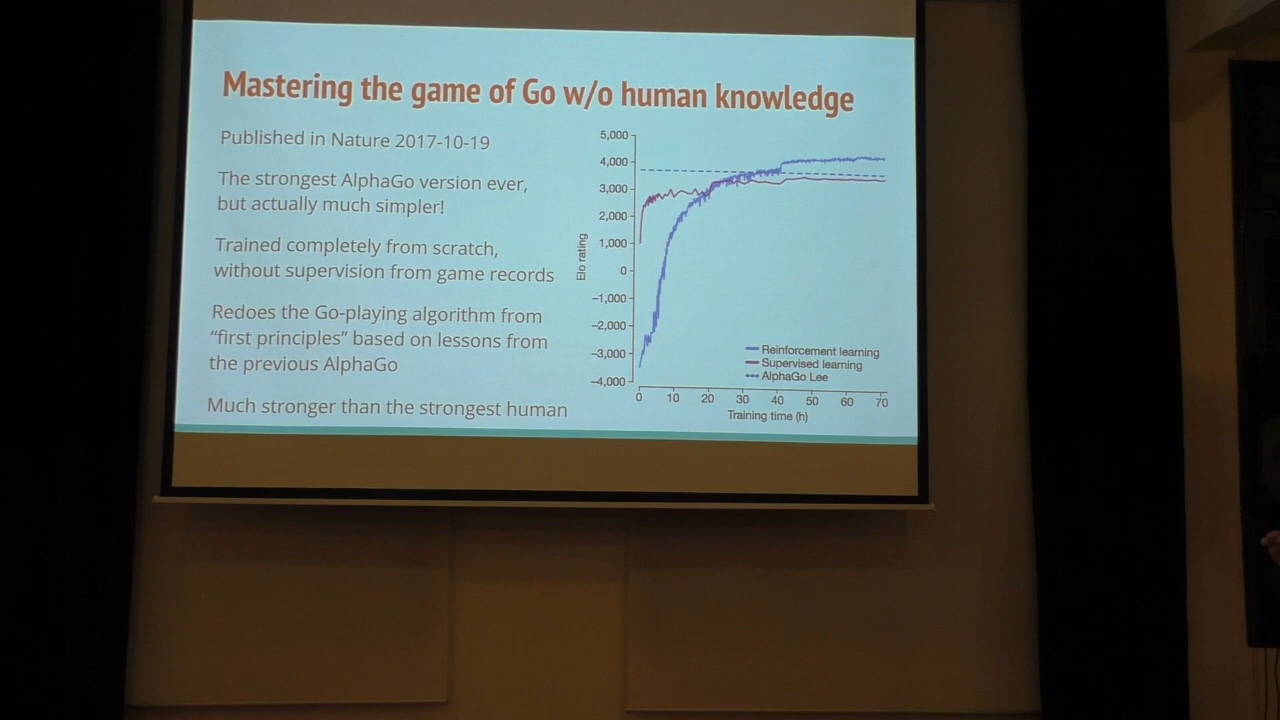 Mastering the game of Go w/o human knowledge
Published in Nature 2017-10-19
The strongest AlphaGo version ever,
but actually much simpler!
Trained completely from scratch,
without supervision from game records
Redoes the Go-playing algorithm from
“first principles” based on lessons from
the previous AlphaGo
Much stronger than the strongest human
5,000
4,000
3,000
2,000
1,000
0
−1,000
−2,000
−3,000
−4,000
Elo rating
Reinforcement learning
Supervised learning
AlphaGo Lee
0 10 20 30 40 50 60 70
Training time (h)